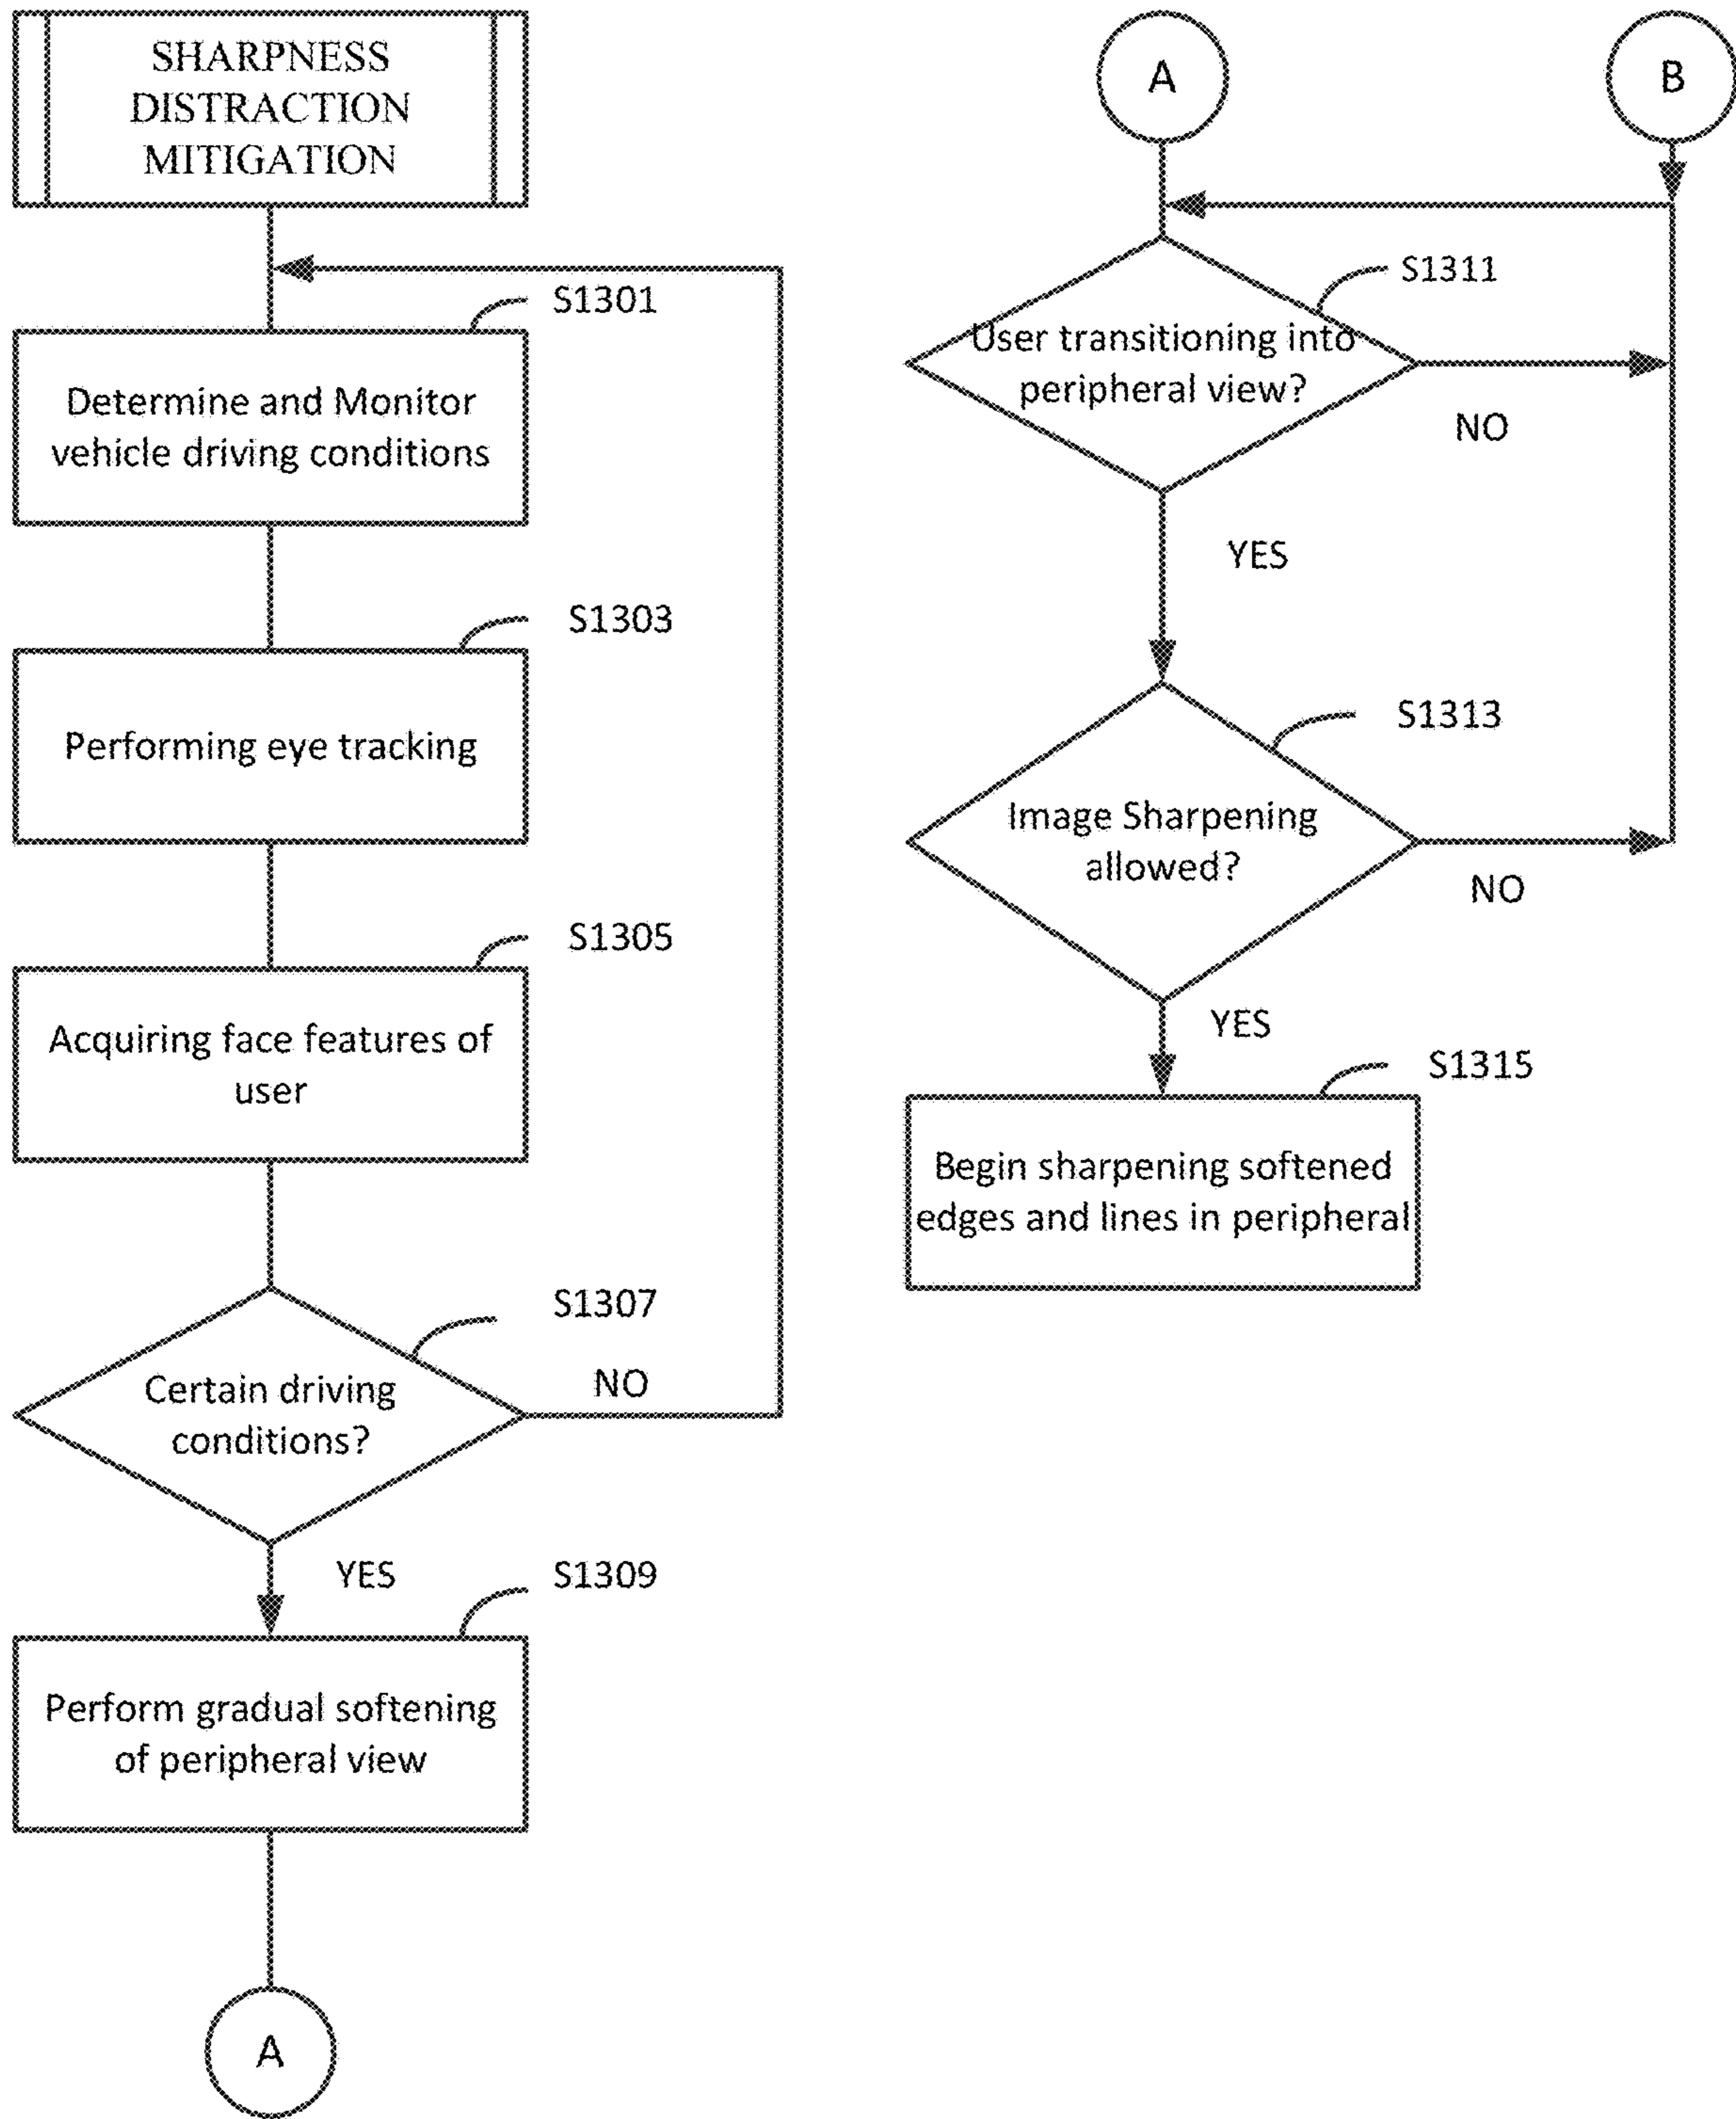 SHARPNESS
DISTRACTION
MITIGATION
S1301
Determine and Monitor
vehicle driving conditions
S1303
Performing eye tracking
S1305
Acquiring face features of
user
S1307
Certain driving
conditions?
NO
YES
S1309
Perform gradual softening
of peripheral view
A
A
B
S1311
User transitioning into
peripheral view?
NO
YES
S1313
Image Sharpening
allowed?
NO
YES
S1315
Begin sharpening softened
edges and lines in peripheral